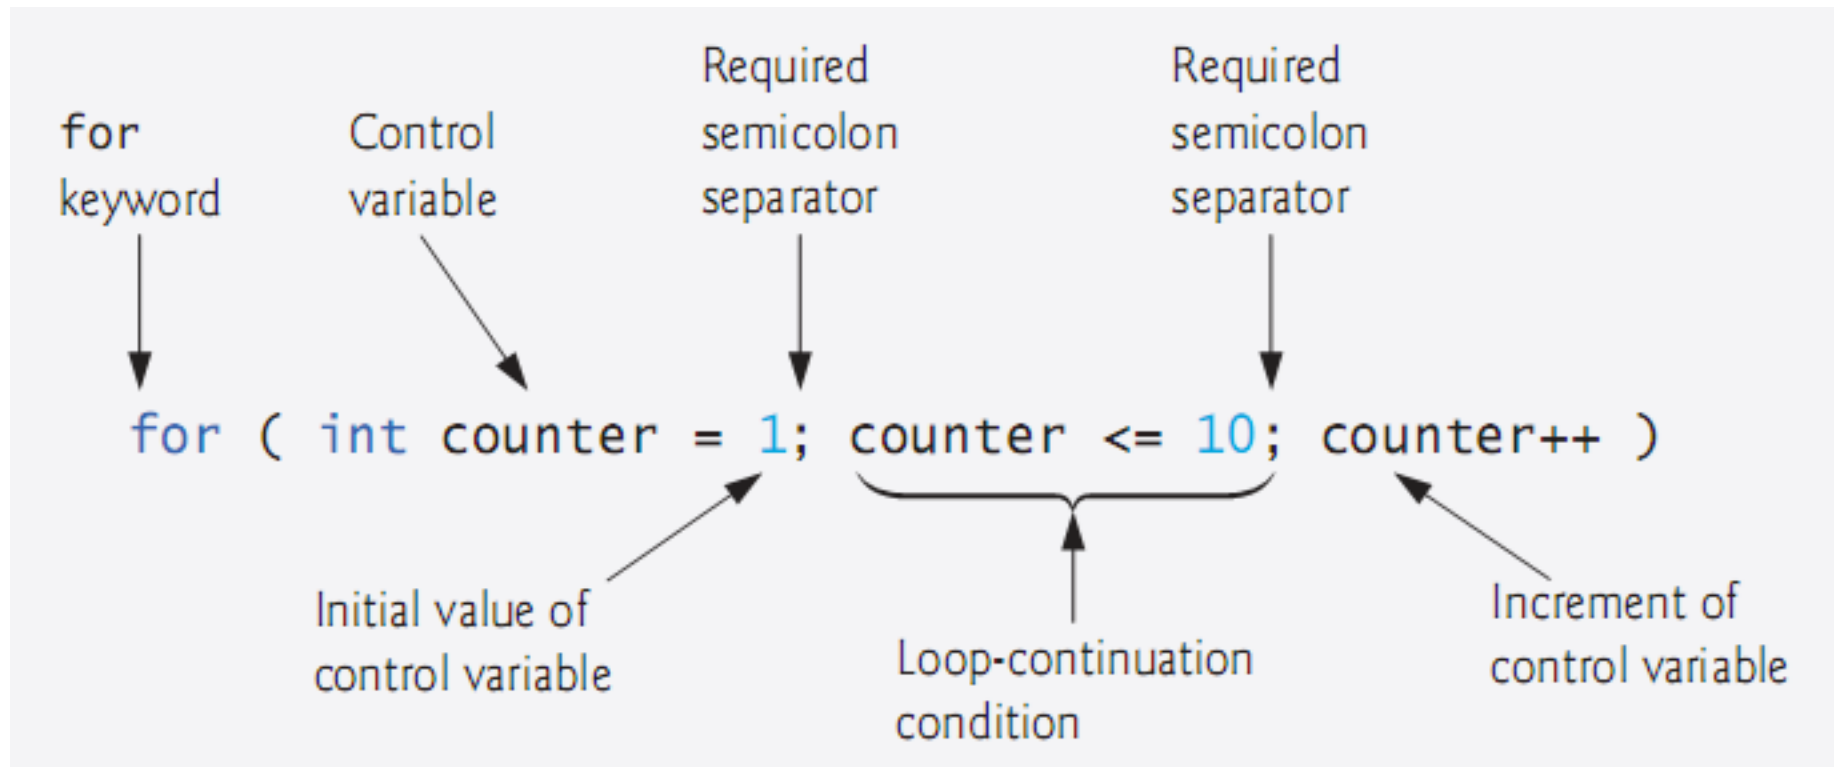 for
keyword
Control
variable
Required
semicolon
separator
Required
semicolon
separator
for ( int counter = 1; counter <= 10; counter++ )
Initial value of
control variable
Loop-continuation
condition
Increment of
control variable